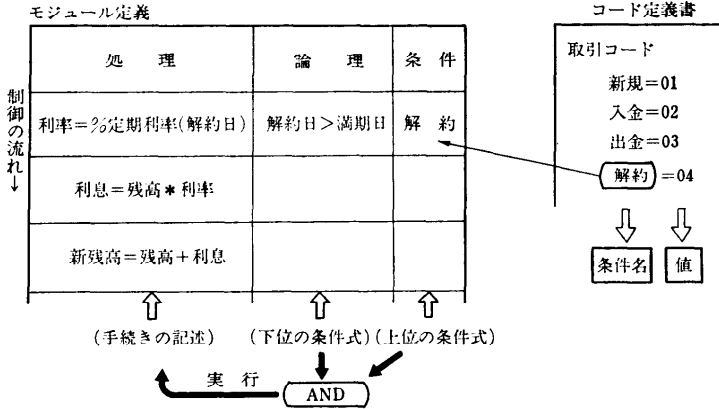 モジュール定義
処理 論理 条件
制御の流れ↓
利率=%定期利率(解約日) 解約日>満期日 解約
利息=残高*利率
新残高=残高+利息
(手続きの記述) (下位の条件式) (上位の条件式)
実行
AND
コード定義書
取引コード
新規=01
入金=02
出金=03
解約=04
条件名 値